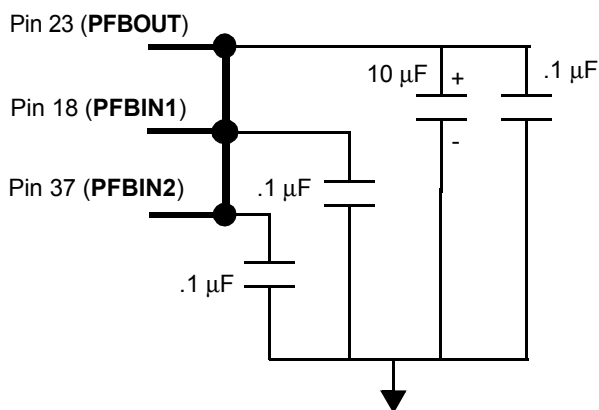 Pin 23 (PFBOUT)
10 μF
+
.1 μF
Pin 18 (PFBIN1)
-
Pin 37 (PFBIN2)
.1 μF
.1 μF